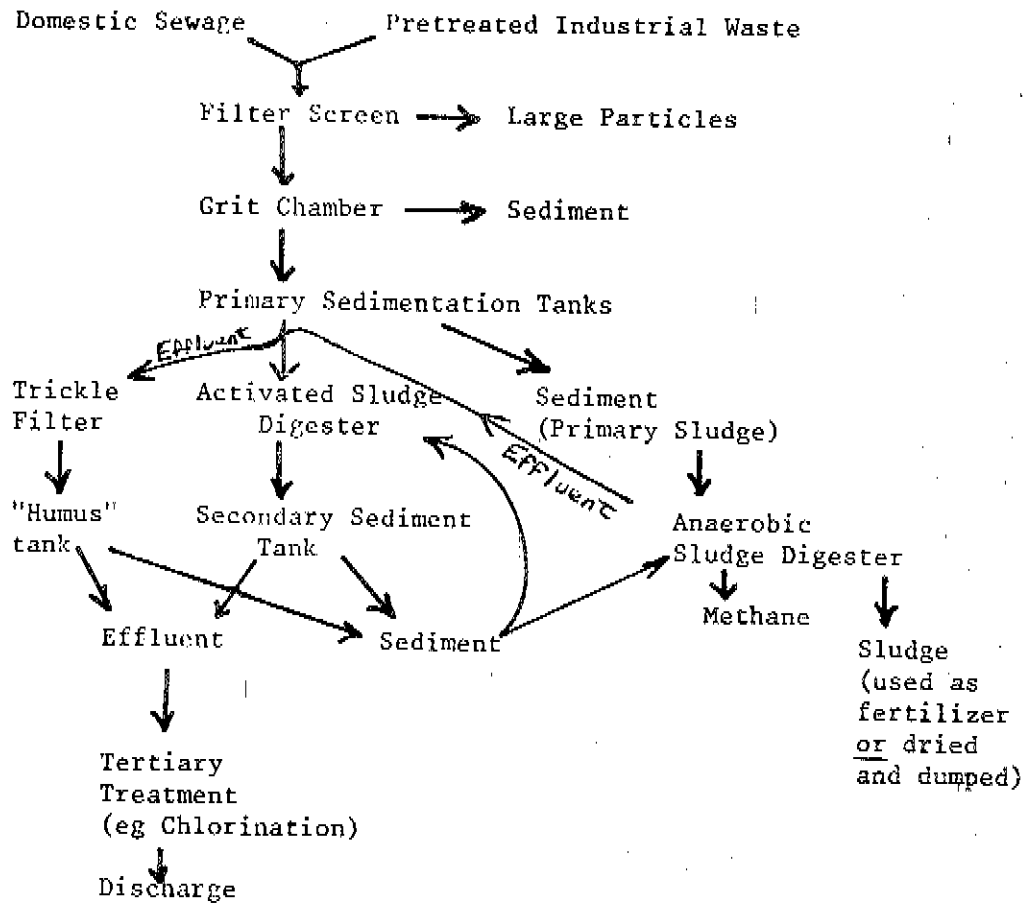 Domestic Sewage
Pretreated Industrial Waste
Filter Screen
Large Particles
Grit Chamber
Sediment
Primary Sedimentation Tanks
Effluent
Trickle
Filter
Activated Sludge
Digester
Sediment
(Primary Sludge)
Effluent
"Humus"
tank
Secondary Sediment
Tank
Anaerobic
Sludge Digester
Methane
Effluent
Sediment
Sludge
(used as
fertilizer
or dried
and dumped)
Tertiary
Treatment
(eg Chlorination)
Discharge